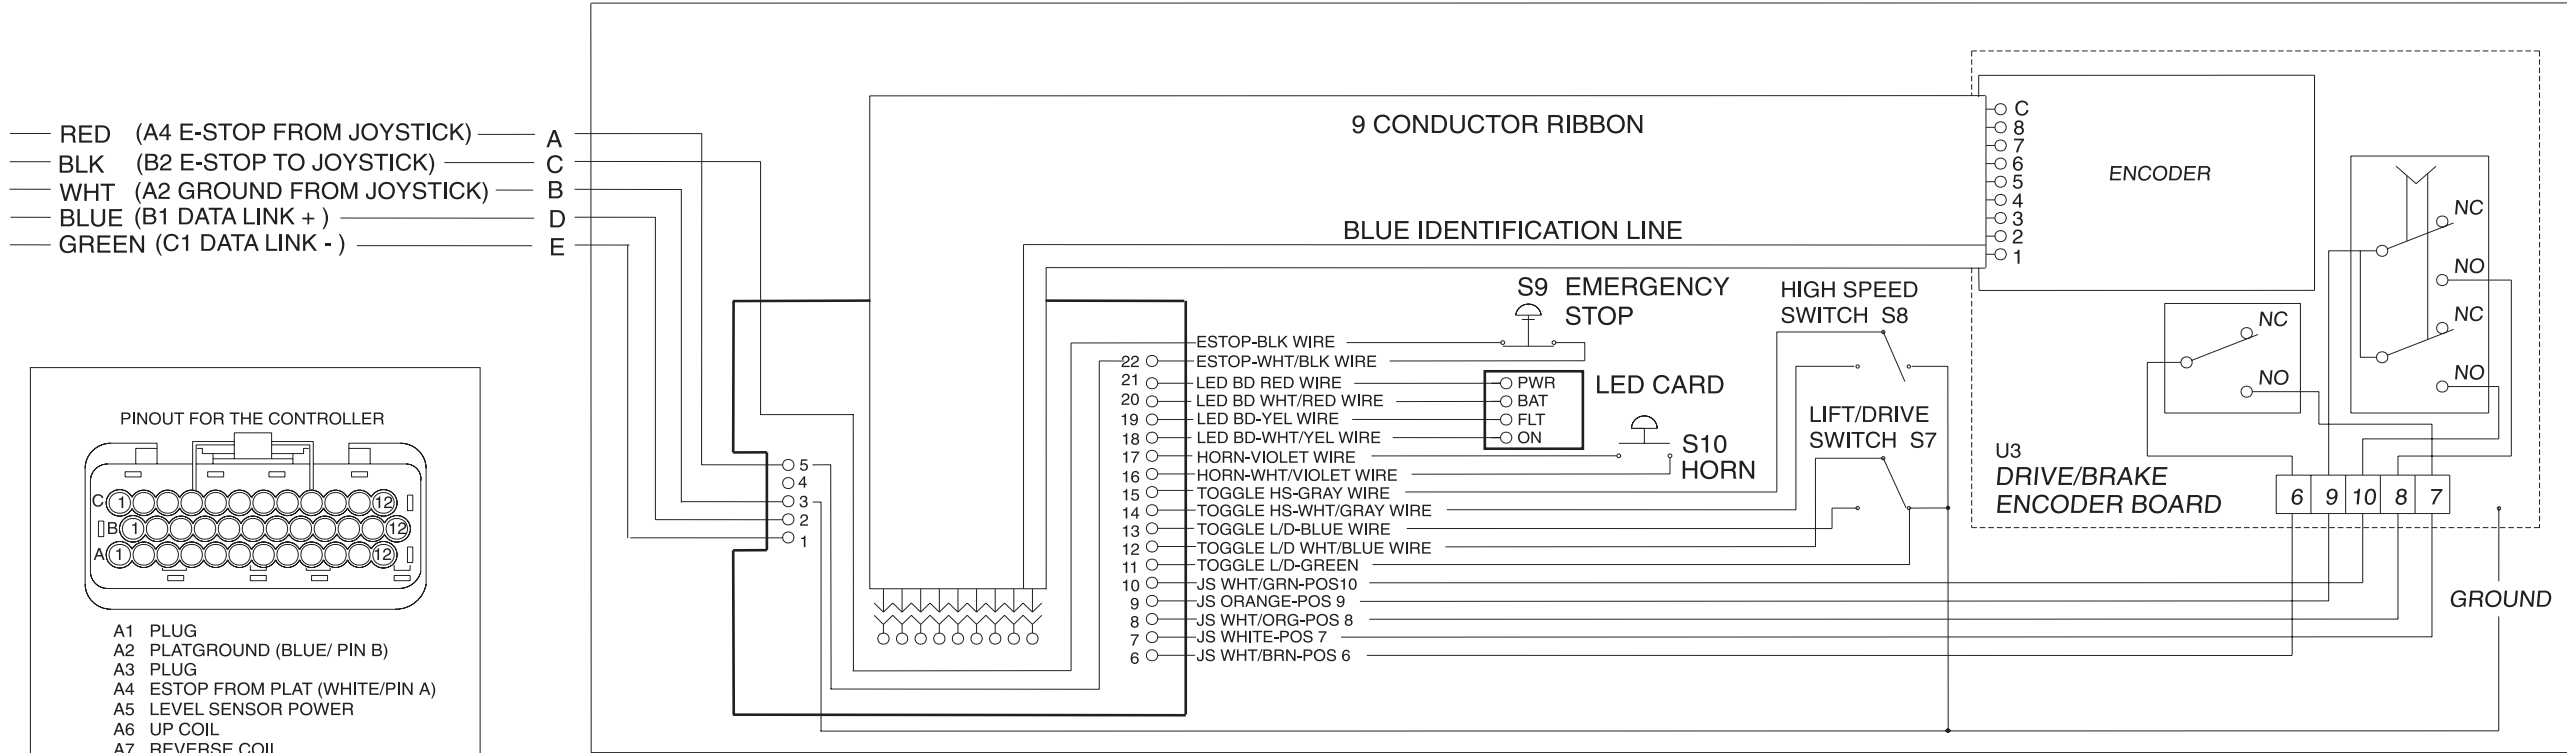 RED (A4 E-STOP FROM JOYSTICK) A
BLK (B2 E-STOP TO JOYSTICK) C
WHT (A2 GROUND FROM JOYSTICK) B
BLUE (B1 DATA LINK + ) D
GREEN (C1 DATA LINK - ) E
PINOUT FOR THE CONTROLLER
C 1 12
B 1 12
A 1 12
A1 PLUG
A2 PLATGROUND (BLUE/ PIN B)
A3 PLUG
A4 ESTOP FROM PLAT (WHITE/PIN A)
A5 LEVEL SENSOR POWER
A6 UP COIL
A7 REVERSE COIL
5
4
3
2
1
9 CONDUCTOR RIBBON
BLUE IDENTIFICATION LINE
ESTOP-BLK WIRE
22 ESTOP-WHT/BLK WIRE
21 LED BD RED WIRE
20 LED BD WHT/RED WIRE
19 LED BD-YEL WIRE
18 LED BD-WHT/YEL WIRE
17 HORN-VIOLET WIRE
16 HORN-WHT/VIOLET WIRE
15 TOGGLE HS-GRAY WIRE
14 TOGGLE HS-WHT/GRAY WIRE
13 TOGGLE L/D-BLUE WIRE
12 TOGGLE L/D WHT/BLUE WIRE
11 TOGGLE L/D-GREEN
10 JS WHT/GRN-POS10
9 JS ORANGE-POS 9
8 JS WHT/ORG-POS 8
7 JS WHITE-POS 7
6 JS WHT/BRN-POS 6
S9 EMERGENCY
STOP
PWR
BAT
FLT
ON
LED CARD
S10
HORN
HIGH SPEED
SWITCH S8
LIFT/DRIVE
SWITCH S7
C
8
7
6
5
4
3
2
1
ENCODER
NC
NO
NC
NO
NC
NO
U3
DRIVE/BRAKE
ENCODER BOARD
6 9 10 8 7
GROUND